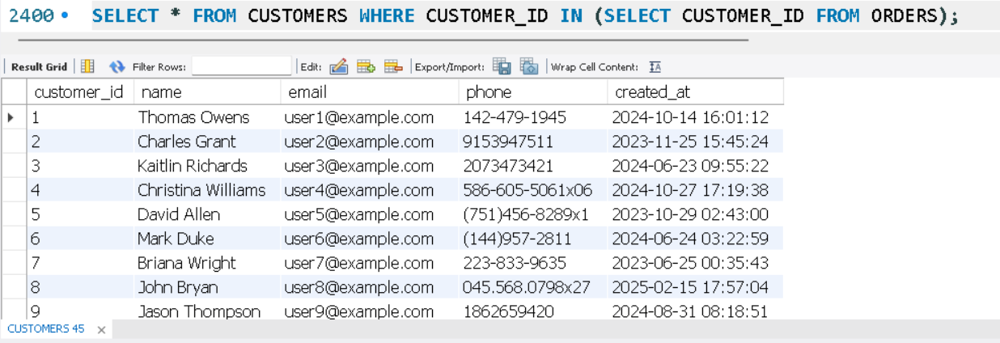 2400 SELECT * FROM CUSTOMERS WHERE CUSTOMER_ID IN (SELECT CUSTOMER_ID FROM ORDERS);
Result Grid Filter Rows: Edit: Export/Import: Wrap Cell Content: IA
customer_id name email phone created_at
1 Thomas Owens user1@example.com 142-479-1945 2024-10-14 16:01:12
2 Charles Grant user2@example.com 9153947511 2023-11-25 15:45:24
3 Kaitlin Richards user3@example.com 2073473421 2024-06-23 09:55:22
4 Christina Williams user4@example.com 586-605-5061x06 2024-10-27 17:19:38
5 David Allen user5@example.com (751)456-8289x1 2023-10-29 02:43:00
6 Mark Duke user6@example.com (144)957-2811 2024-06-24 03:22:59
7 Briana Wright user7@example.com 223-833-9635 2023-06-25 00:35:43
8 John Bryan user8@example.com 045.568.0798x27 2025-02-15 17:57:04
9 Jason Thompson user9@example.com 1862659420 2024-08-31 08:18:51
CUSTOMERS 45